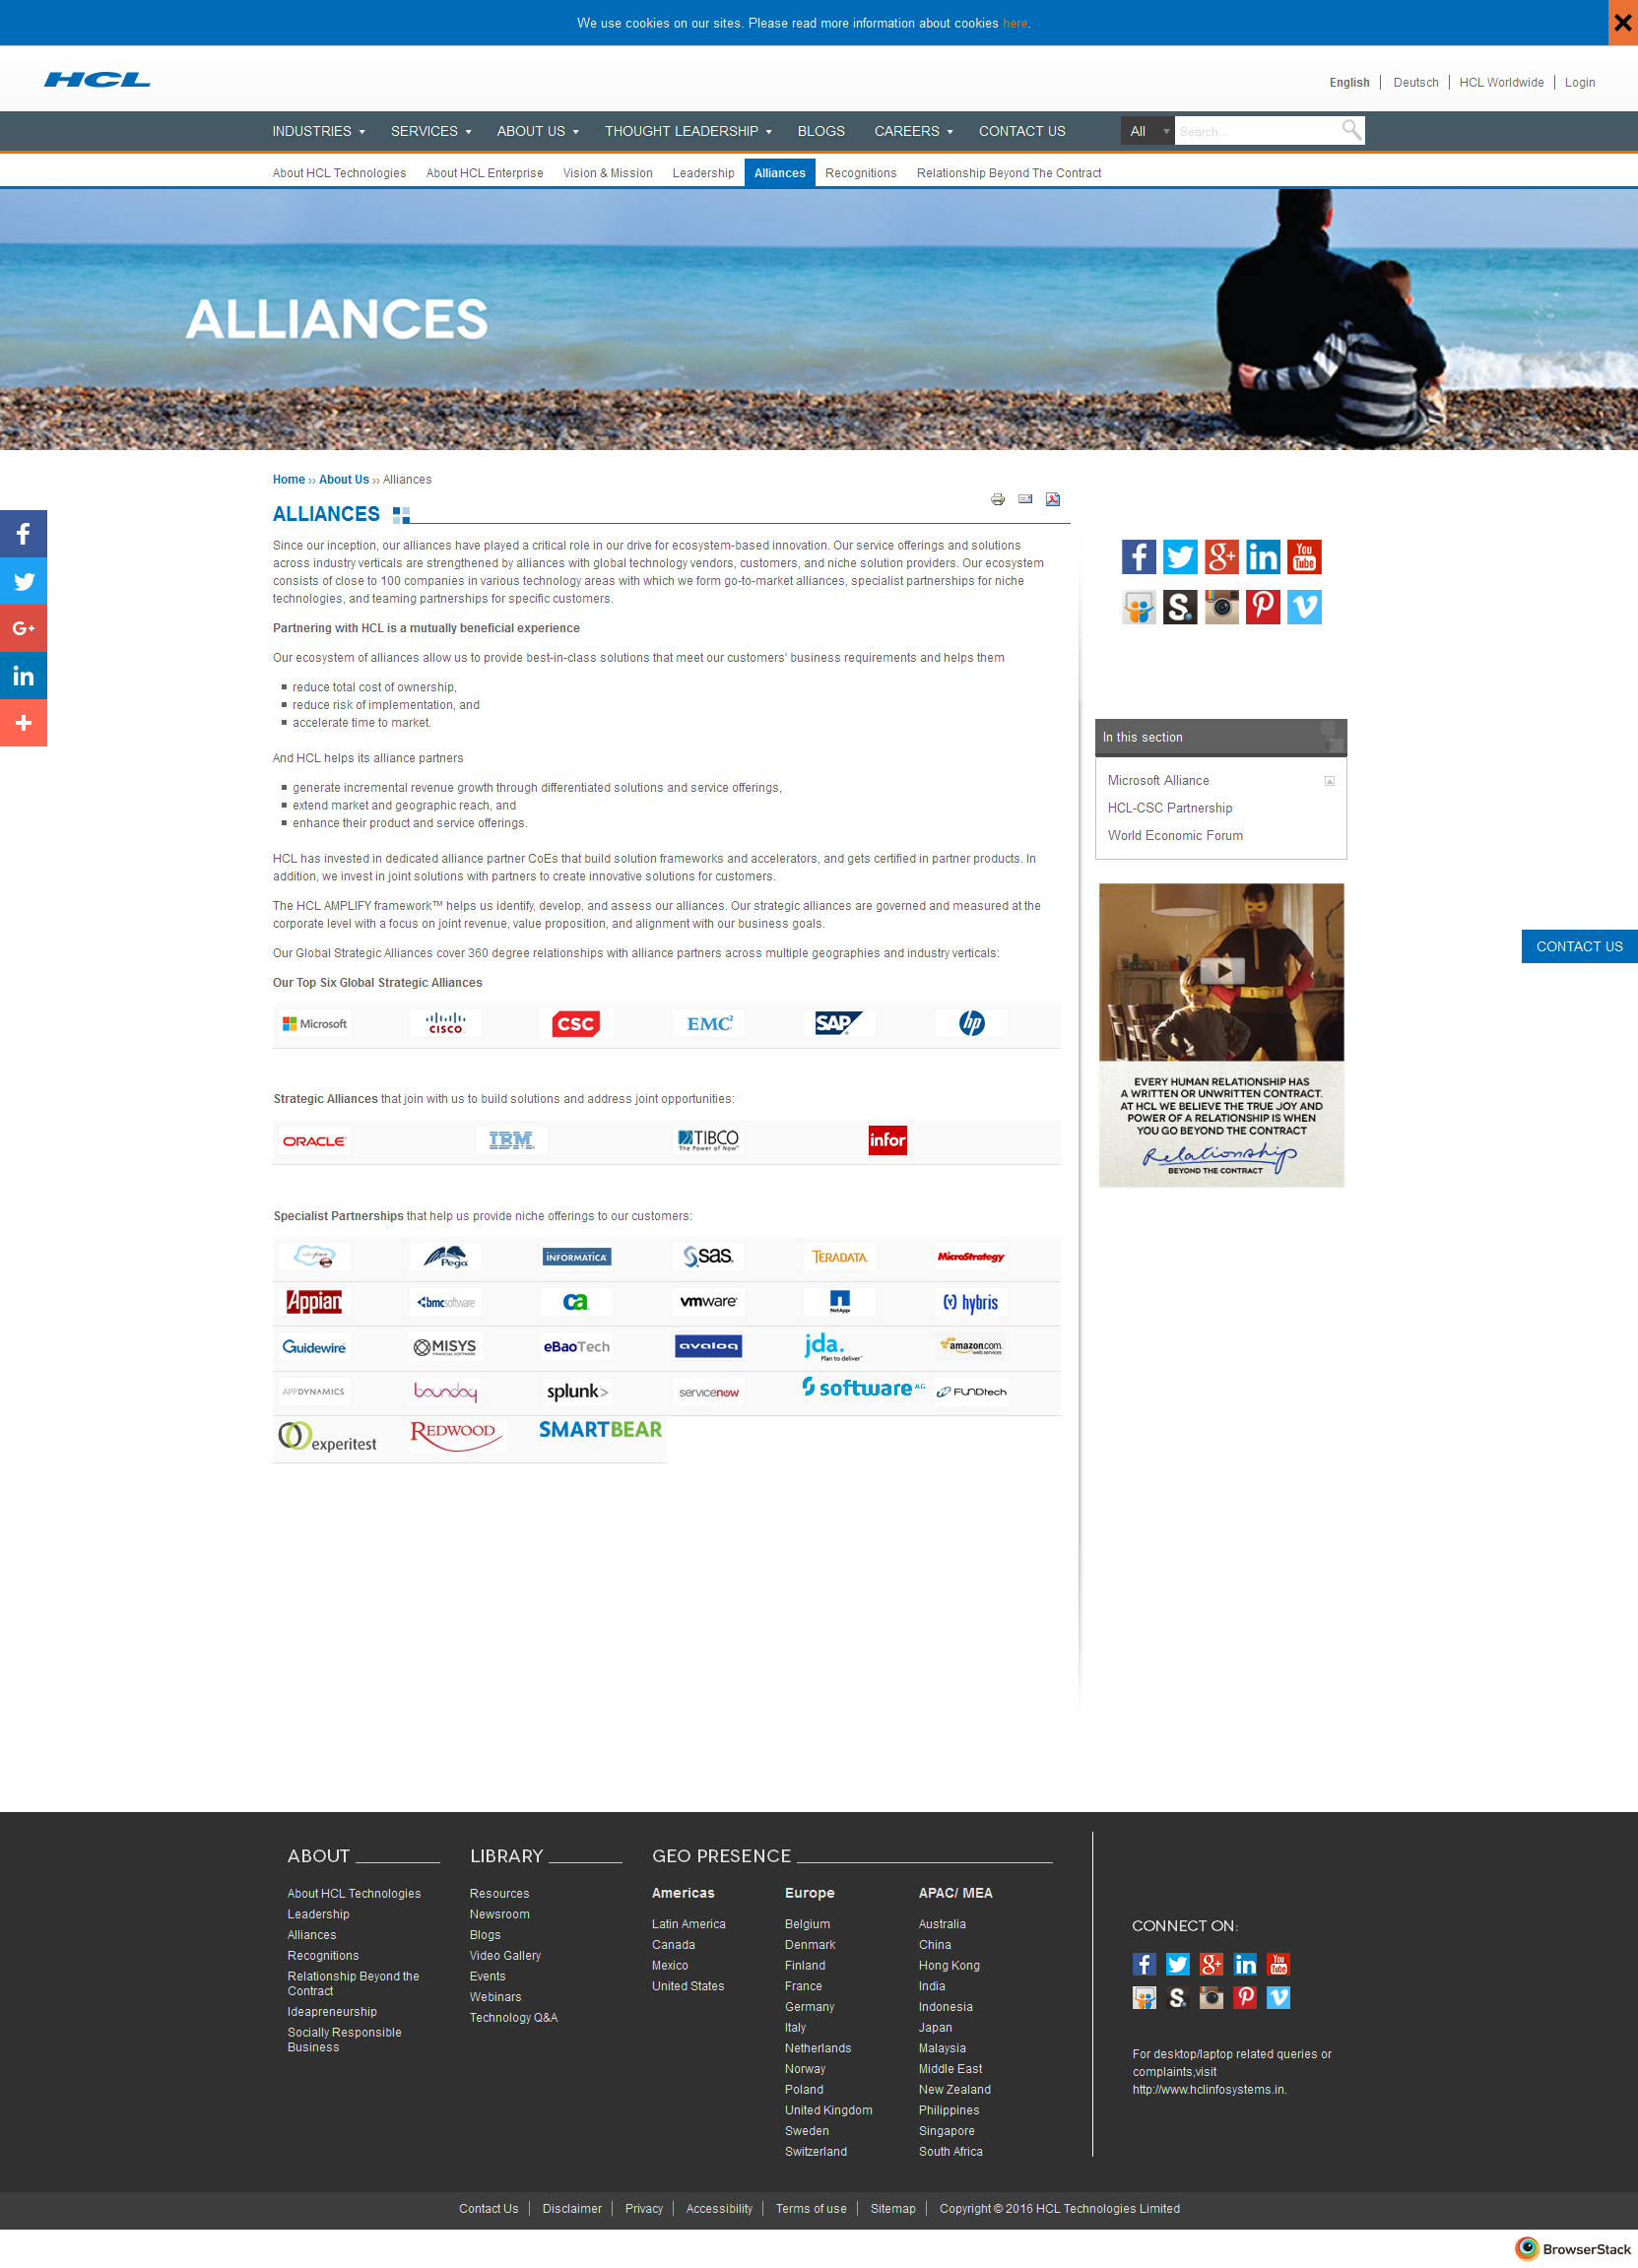 We use cookies on our sites. Please read more information about cookies here.
HCL
English
Deutsch
HCL Worldwide
Login
INDUSTRIES
SERVICES
ABOUT US
THOUGHT LEADERSHIP
BLOGS
CAREERS
CONTACT US
All
Search...
About HCL Technologies
About HCL Enterprise
Vision & Mission
Leadership
Alliances
Recognitions
Relationship Beyond The Contract
ALLIANCES
Home ›› About Us ›› Alliances
ALLIANCES
Since our inception, our alliances have played a critical role in our drive for ecosystem-based innovation. Our service offerings and solutions
across industry verticals are strengthened by alliances with global technology vendors, customers, and niche solution providers. Our ecosystem
consists of close to 100 companies in various technology areas with which we form go-to-market alliances, specialist partnerships for niche
technologies, and teaming partnerships for specific customers.
Partnering with HCL is a mutually beneficial experience
Our ecosystem of alliances allow us to provide best-in-class solutions that meet our customers' business requirements and helps them
reduce total cost of ownership,
reduce risk of implementation, and
accelerate time to market.
And HCL helps its alliance partners
generate incremental revenue growth through differentiated solutions and service offerings,
extend market and geographic reach, and
enhance their product and service offerings.
HCL has invested in dedicated alliance partner CoEs that build solution frameworks and accelerators, and gets certified in partner products. In
addition, we invest in joint solutions with partners to create innovative solutions for customers.
The HCL AMPLIFY framework™ helps us identify, develop, and assess our alliances. Our strategic alliances are governed and measured at the
corporate level with a focus on joint revenue, value proposition, and alignment with our business goals.
Our Global Strategic Alliances cover 360 degree relationships with alliance partners across multiple geographies and industry verticals:
Our Top Six Global Strategic Alliances
Microsoft
CISCO
CSC
EMC²
SAP
hp
Strategic Alliances that join with us to build solutions and address joint opportunities:
ORACLE
IBM
TIBCO
The Power of Now™
infor
Specialist Partnerships that help us provide niche offerings to our customers:
salesforce
Pega
INFORMATICA
sas
TERADATA
MicroStrategy
Appian
bmcsoftware
ca
vmware
NetApp
hybris
Guidewire
MISYS
FINANCIAL SOFTWARE
eBaoTech
avaloq
jda.
Plan to deliver™
amazon.com
web services
APPDYNAMICS
boundary
splunk>
servicenow
software AG
FUNDtech
experitest
REDWOOD
SMARTBEAR
You
Tube
In this section
Microsoft Alliance
HCL-CSC Partnership
World Economic Forum
EVERY HUMAN RELATIONSHIP HAS
A WRITTEN OR UNWRITTEN CONTRACT.
AT HCL WE BELIEVE THE TRUE JOY AND
POWER OF A RELATIONSHIP IS WHEN
YOU GO BEYOND THE CONTRACT
Relationship
BEYOND THE CONTRACT
CONTACT US
ABOUT
About HCL Technologies
Leadership
Alliances
Recognitions
Relationship Beyond the
Contract
Ideapreneurship
Socially Responsible
Business
LIBRARY
Resources
Newsroom
Blogs
Video Gallery
Events
Webinars
Technology Q&A
GEO PRESENCE
Americas
Latin America
Canada
Mexico
United States
Europe
Belgium
Denmark
Finland
France
Germany
Italy
Netherlands
Norway
Poland
United Kingdom
Sweden
Switzerland
APAC/ MEA
Australia
China
Hong Kong
India
Indonesia
Japan
Malaysia
Middle East
New Zealand
Philippines
Singapore
South Africa
CONNECT ON:
You
Tube
For desktop/laptop related queries or
complaints,visit
http://www.hclinfosystems.in.
Contact Us
Disclaimer
Privacy
Accessibility
Terms of use
Sitemap
Copyright © 2016 HCL Technologies Limited
BrowserStack